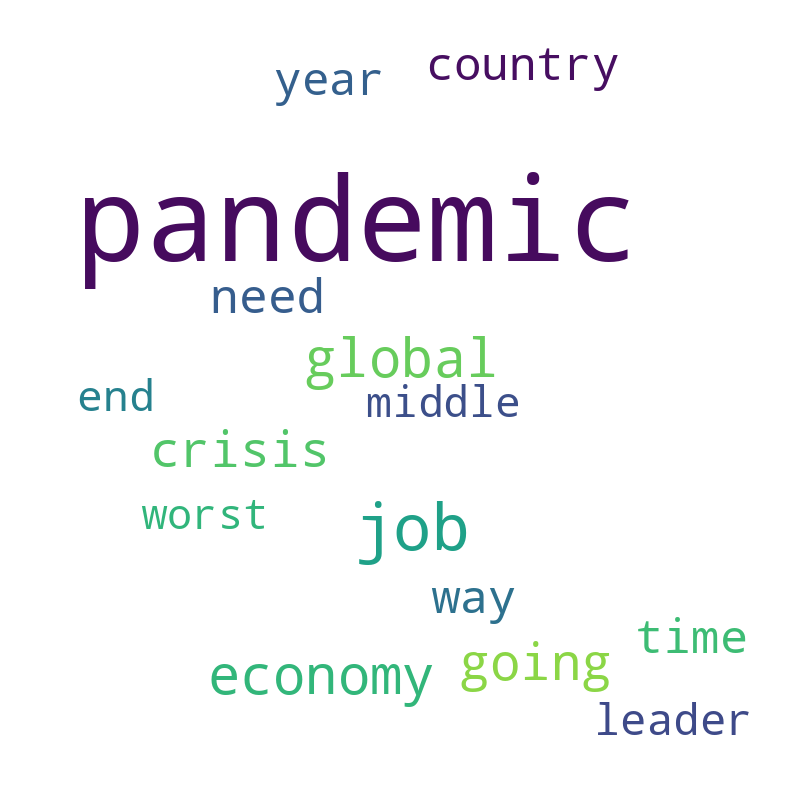 year country
pandemic
need
global
end middle
crisis
worst job
way
time
economy going
leader